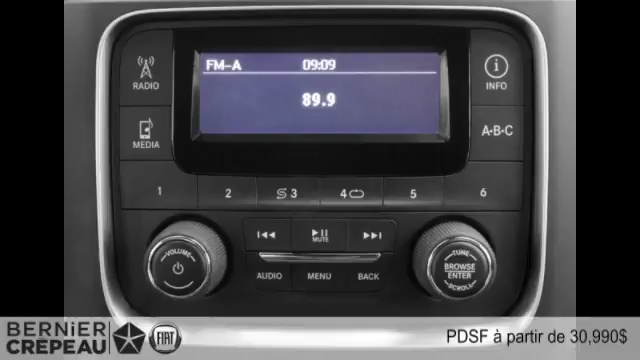 FM-A 09:09
89.9
RADIO
INFO
MEDIA
A-B-C
1 2 3 4 5 6
MUTE
VOLUME
TUNE
BROWSE
ENTER
SCROLL
AUDIO MENU BACK
BERNIER
CREPEAU
FIAT
PDSF à partir de 30,990$